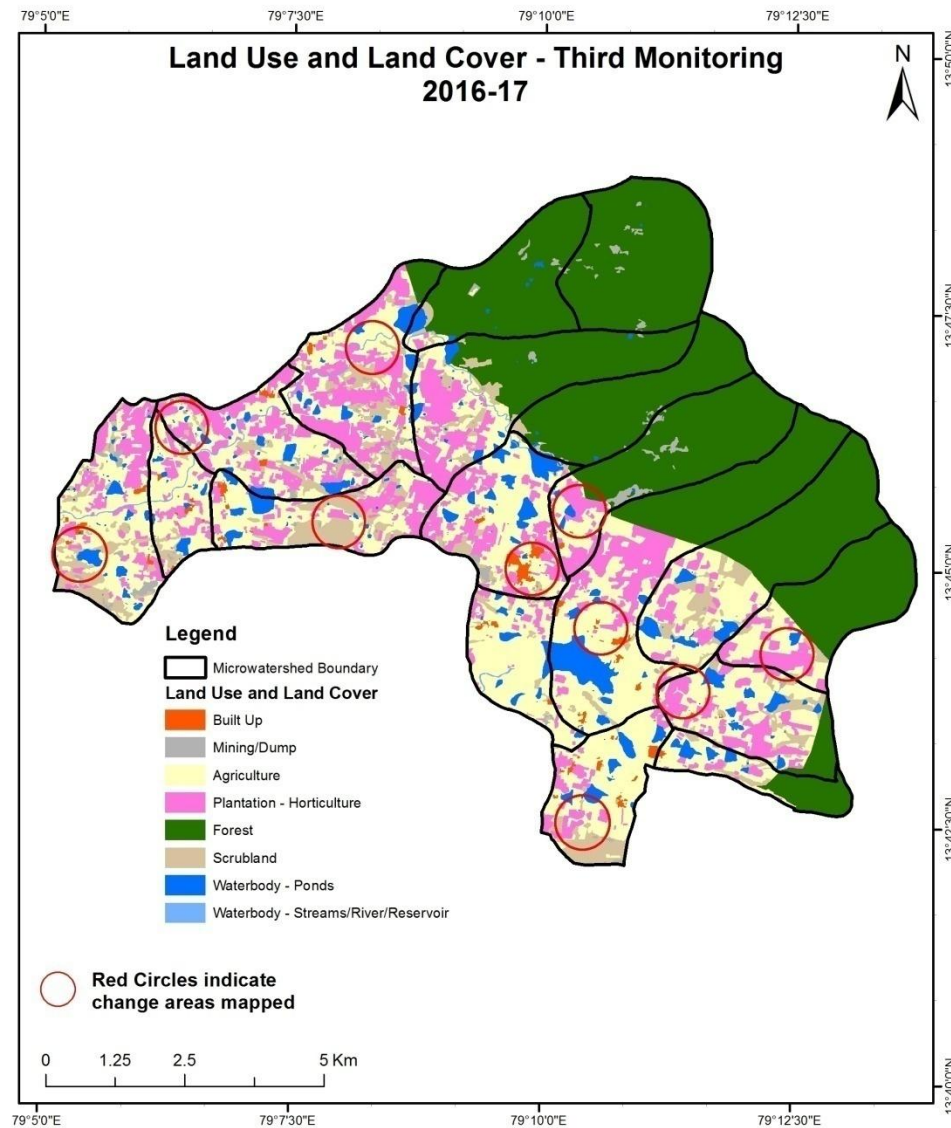 79°5'0"E 79°7'30"E 79°10'0"E 79°12'30"E
Land Use and Land Cover - Third Monitoring
2016-17
N
13°50'0"N
13°47'30"N
13°45'0"N
13°42'30"N
13°40'0"N
Legend
Microwatershed Boundary
Land Use and Land Cover
Built Up
Mining/Dump
Agriculture
Plantation - Horticulture
Forest
Scrubland
Waterbody - Ponds
Waterbody - Streams/River/Reservoir
Red Circles indicate
change areas mapped
0 1.25 2.5 5 Km
79°5'0"E 79°7'30"E 79°10'0"E 79°12'30"E